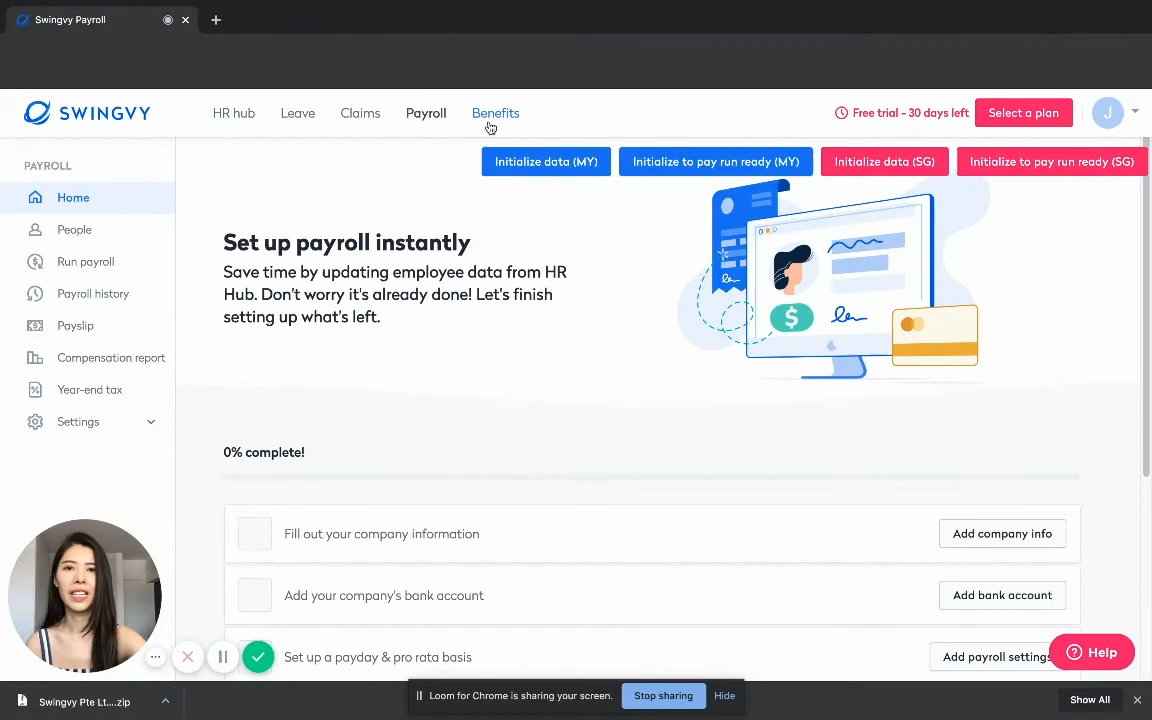 Swingvy Payroll
SWINGVY
HR hub
Leave
Claims
Payroll
Benefits
Free trial - 30 days left
Select a plan
J
PAYROLL
Home
People
Run payroll
Payroll history
Payslip
Compensation report
Year-end tax
Settings
Initialize data (MY)
Initialize to pay run ready (MY)
Initialize data (SG)
Initialize to pay run ready (SG)
Set up payroll instantly
Save time by updating employee data from HR
Hub. Don't worry it's already done! Let's finish
setting up what's left.
0% complete!
Fill out your company information
Add company info
Add your company's bank account
Add bank account
Set up a payday & pro rata basis
Add payroll settings
Help
Swingvy Pte Lt....zip
Loom for Chrome is sharing your screen.
Stop sharing
Hide
Show All